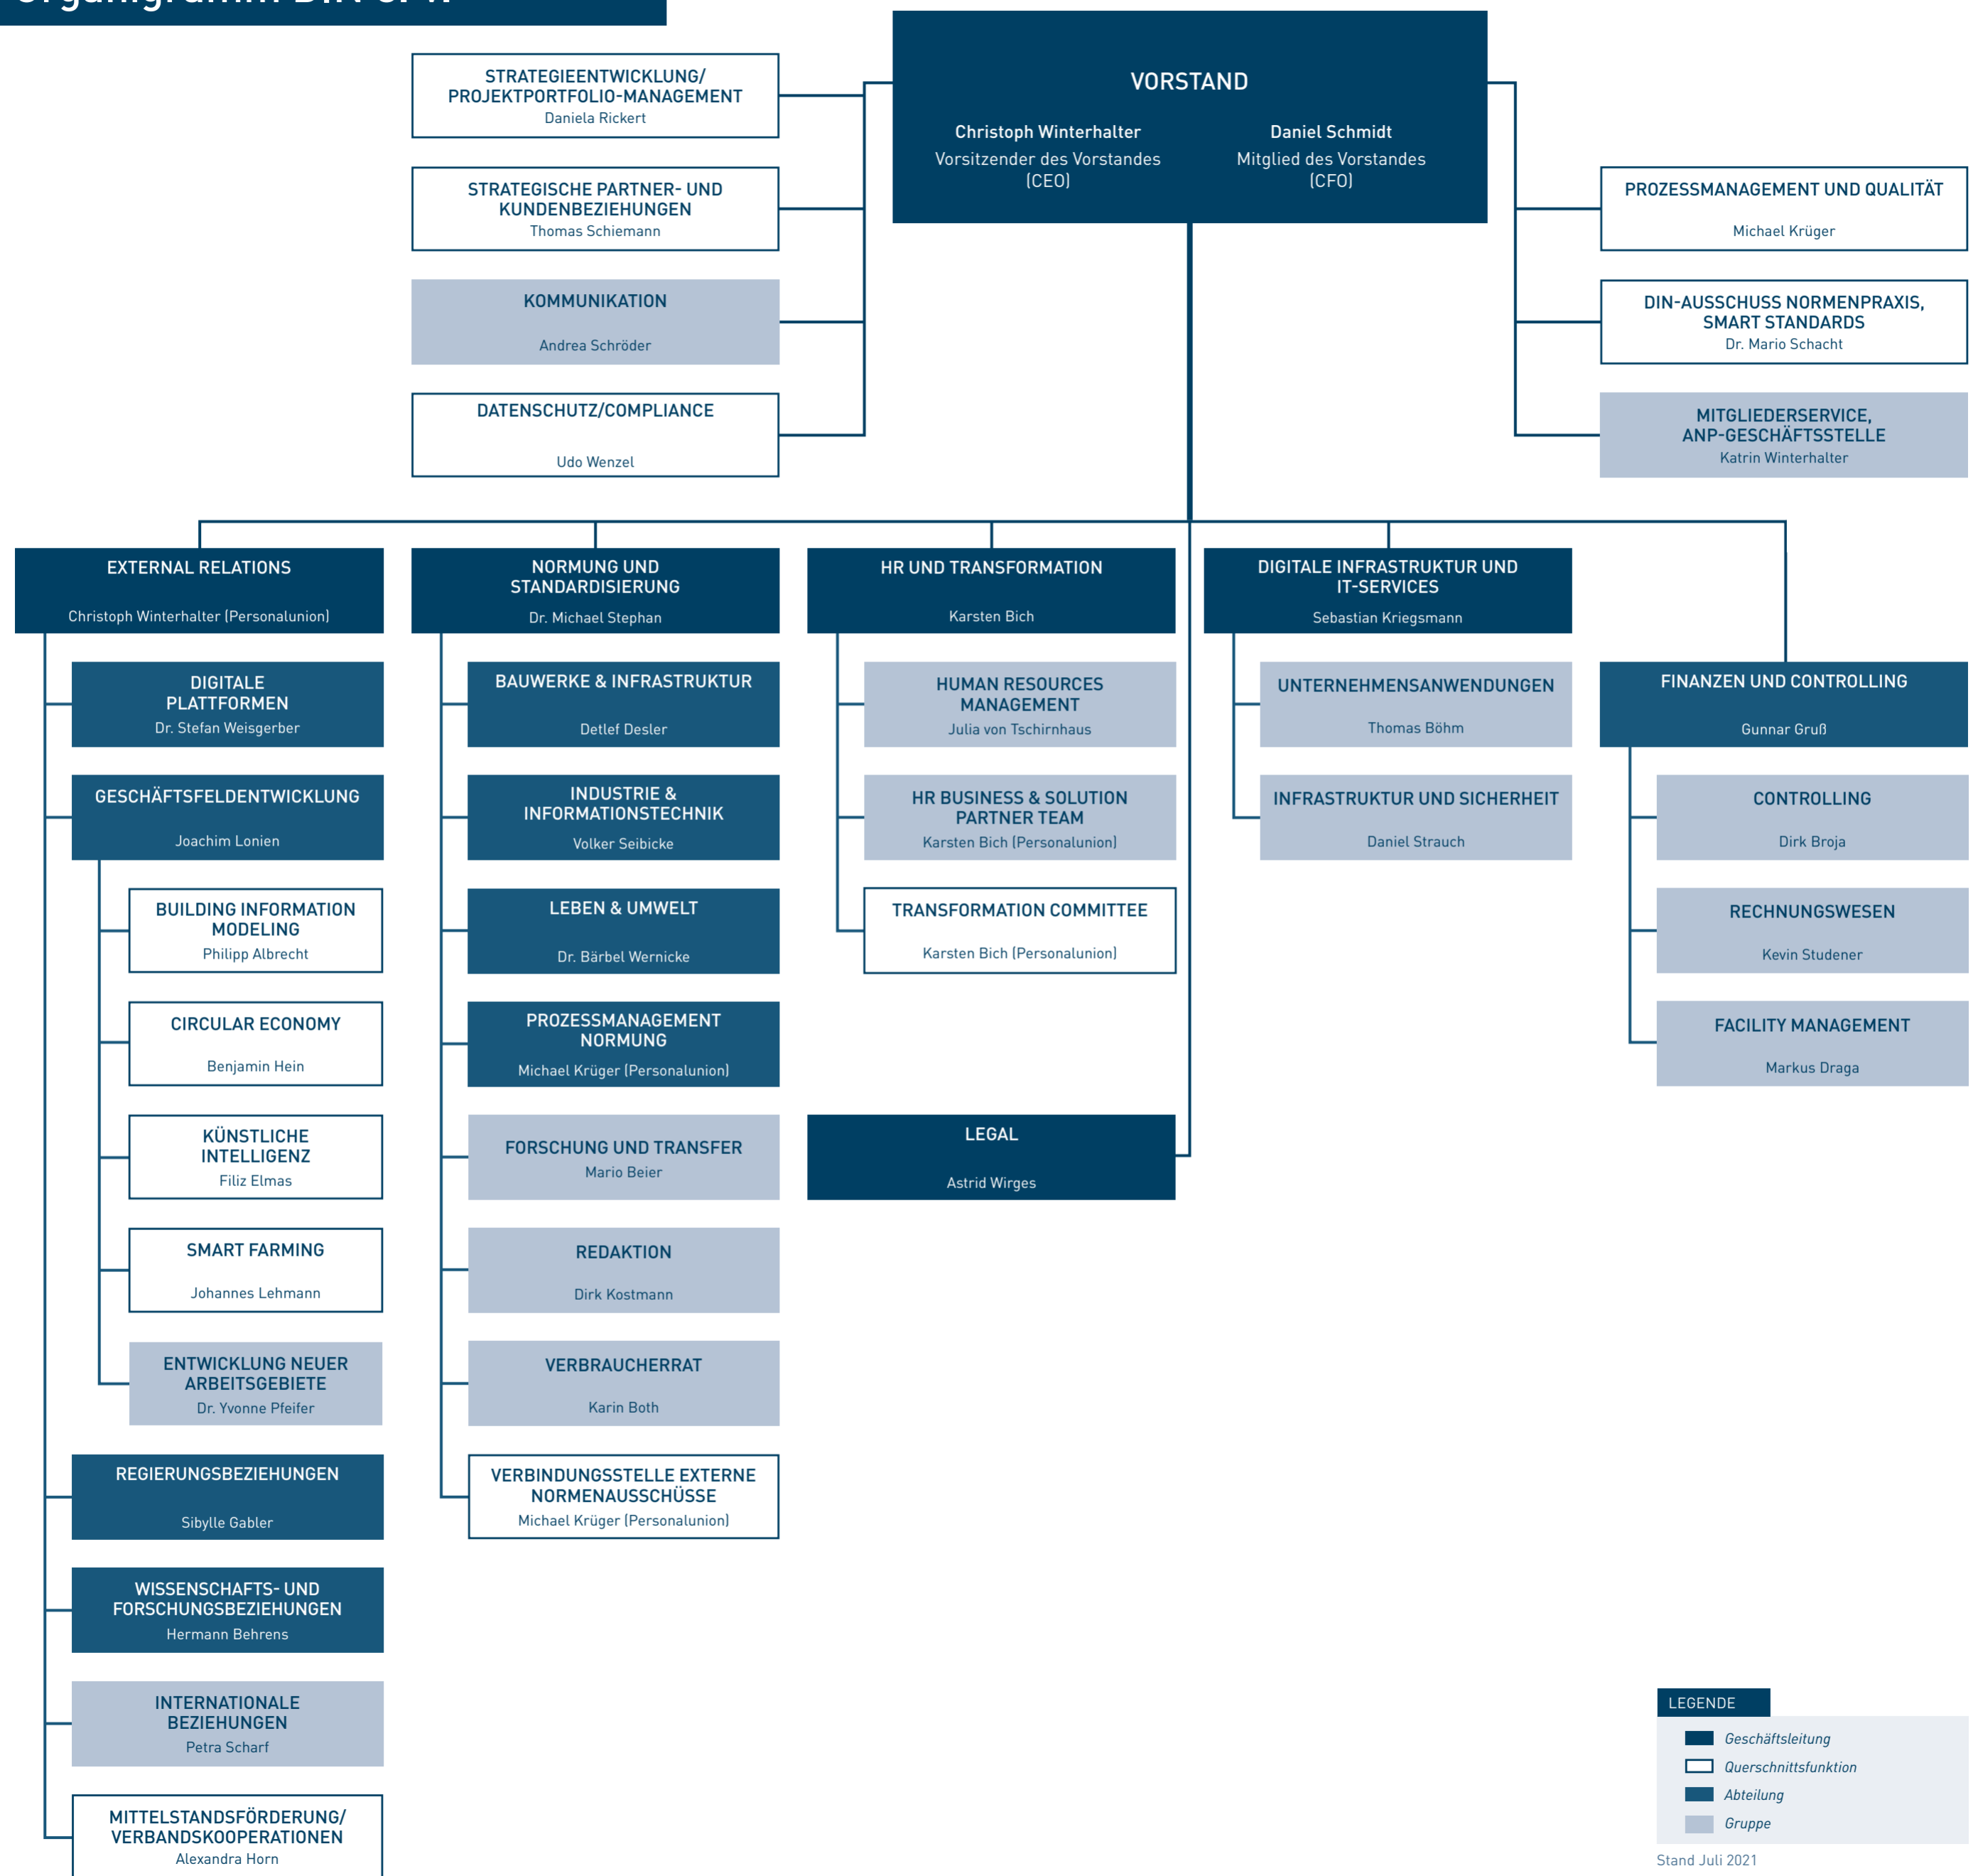 VORSTAND
Christoph Winterhalter
Vorsitzender des Vorstandes
(CEO)
Daniel Schmidt
Mitglied des Vorstandes
(CFO)
STRATEGIEENTWICKLUNG/
PROJEKTPORTFOLIO-MANAGEMENT
Daniela Rickert
STRATEGISCHE PARTNER- UND
KUNDENBEZIEHUNGEN
Thomas Schiemann
KOMMUNIKATION
Andrea Schröder
DATENSCHUTZ/COMPLIANCE
Udo Wenzel
PROZESSMANAGEMENT UND QUALITÄT
Michael Krüger
DIN-AUSSCHUSS NORMENPRAXIS,
SMART STANDARDS
Dr. Mario Schacht
MITGLIEDERSERVICE,
ANP-GESCHÄFTSSTELLE
Katrin Winterhalter
EXTERNAL RELATIONS
Christoph Winterhalter (Personalunion)
DIGITALE
PLATTFORMEN
Dr. Stefan Weisgerber
GESCHÄFTSFELDENTWICKLUNG
Joachim Lonien
BUILDING INFORMATION
MODELING
Philipp Albrecht
CIRCULAR ECONOMY
Benjamin Hein
KÜNSTLICHE
INTELLIGENZ
Filiz Elmas
SMART FARMING
Johannes Lehmann
ENTWICKLUNG NEUER
ARBEITSGEBIETE
Dr. Yvonne Pfeifer
REGIERUNGSBEZIEHUNGEN
Sibylle Gabler
WISSENSCHAFTS- UND
FORSCHUNGSBEZIEHUNGEN
Hermann Behrens
INTERNATIONALE
BEZIEHUNGEN
Petra Scharf
MITTELSTANDSFÖRDERUNG/
VERBANDSKOOPERATIONEN
Alexandra Horn
NORMUNG UND
STANDARDISIERUNG
Dr. Michael Stephan
BAUWERKE & INFRASTRUKTUR
Detlef Desler
INDUSTRIE &
INFORMATIONSTECHNIK
Volker Seibicke
LEBEN & UMWELT
Dr. Bärbel Wernicke
PROZESSMANAGEMENT
NORMUNG
Michael Krüger (Personalunion)
FORSCHUNG UND TRANSFER
Mario Beier
REDAKTION
Dirk Kostmann
VERBRAUCHERRAT
Karin Both
VERBINDUNGSSTELLE EXTERNE
NORMENAUSSCHÜSSE
Michael Krüger (Personalunion)
HR UND TRANSFORMATION
Karsten Bich
HUMAN RESOURCES
MANAGEMENT
Julia von Tschirnhaus
HR BUSINESS & SOLUTION
PARTNER TEAM
Karsten Bich (Personalunion)
TRANSFORMATION COMMITTEE
Karsten Bich (Personalunion)
LEGAL
Astrid Wirges
DIGITALE INFRASTRUKTUR UND
IT-SERVICES
Sebastian Kriegsmann
UNTERNEHMENSANWENDUNGEN
Thomas Böhm
INFRASTRUKTUR UND SICHERHEIT
Daniel Strauch
FINANZEN UND CONTROLLING
Gunnar Gruß
CONTROLLING
Dirk Broja
RECHNUNGSWESEN
Kevin Studener
FACILITY MANAGEMENT
Markus Draga
LEGENDE
Geschäftsleitung
Querschnittsfunktion
Abteilung
Gruppe
Stand Juli 2021